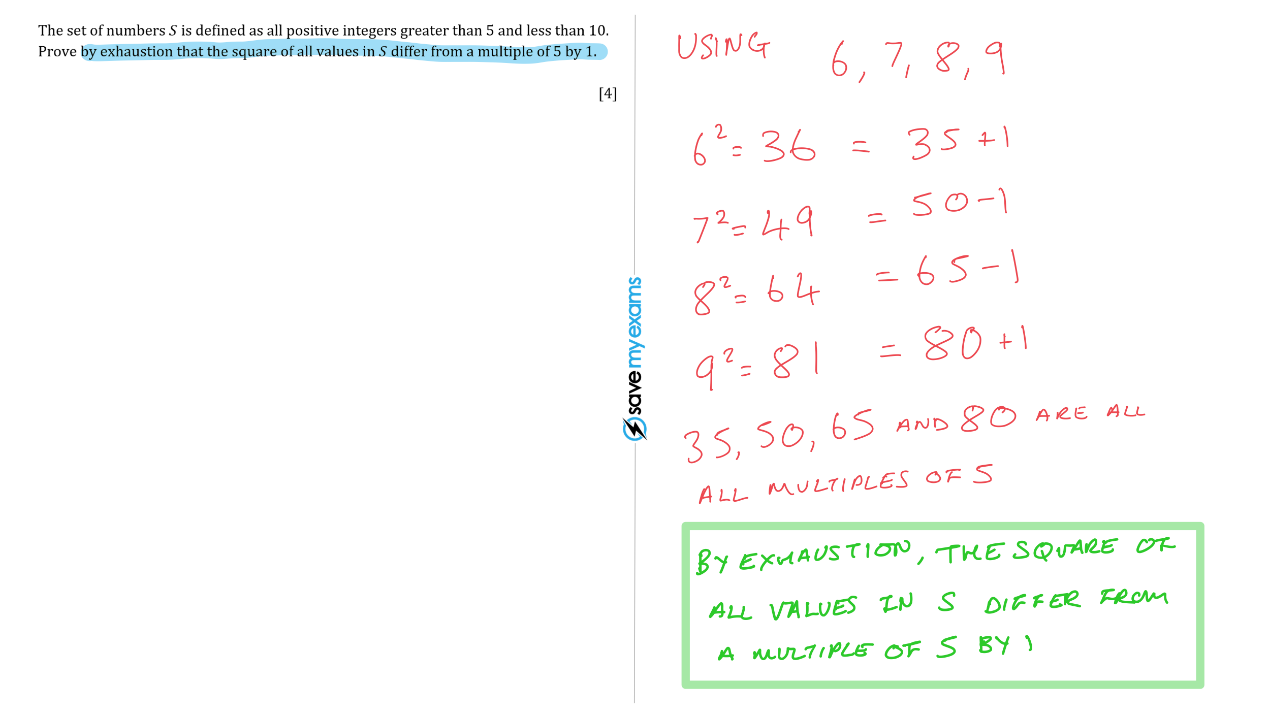 The set of numbers S is defined as all positive integers greater than 5 and less than 10.
Prove by exhaustion that the square of all values in S differ from a multiple of 5 by 1.
[4]
save my exams
USING 6, 7, 8, 9
6² = 36 = 35 + 1
7² = 49 = 50 - 1
8² = 64 = 65 - 1
9² = 81 = 80 + 1
35, 50, 65 AND 80 ARE ALL
ALL MULTIPLES OF 5
BY EXHAUSTION, THE SQUARE OF
ALL VALUES IN S DIFFER FROM
A MULTIPLE OF 5 BY 1